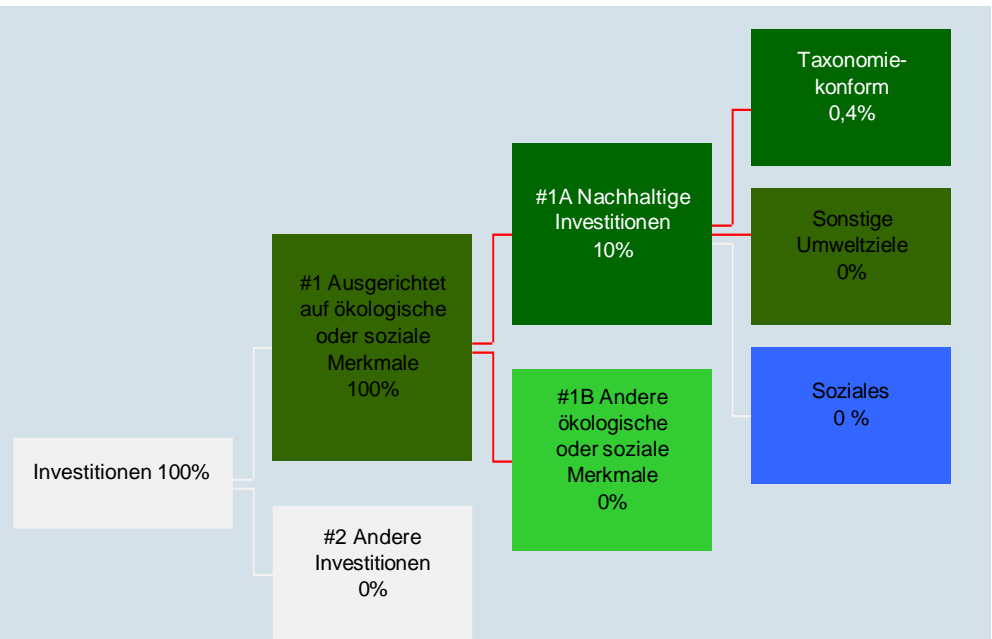 Investitionen 100%
#1 Ausgerichtet
auf ökologische
oder soziale
Merkmale
100%
#2 Andere
Investitionen
0%
#1A Nachhaltige
Investitionen
10%
#1B Andere
ökologische
oder soziale
Merkmale
0%
Taxonomie-
konform
0,4%
Sonstige
Umweltziele
0%
Soziales
0 %